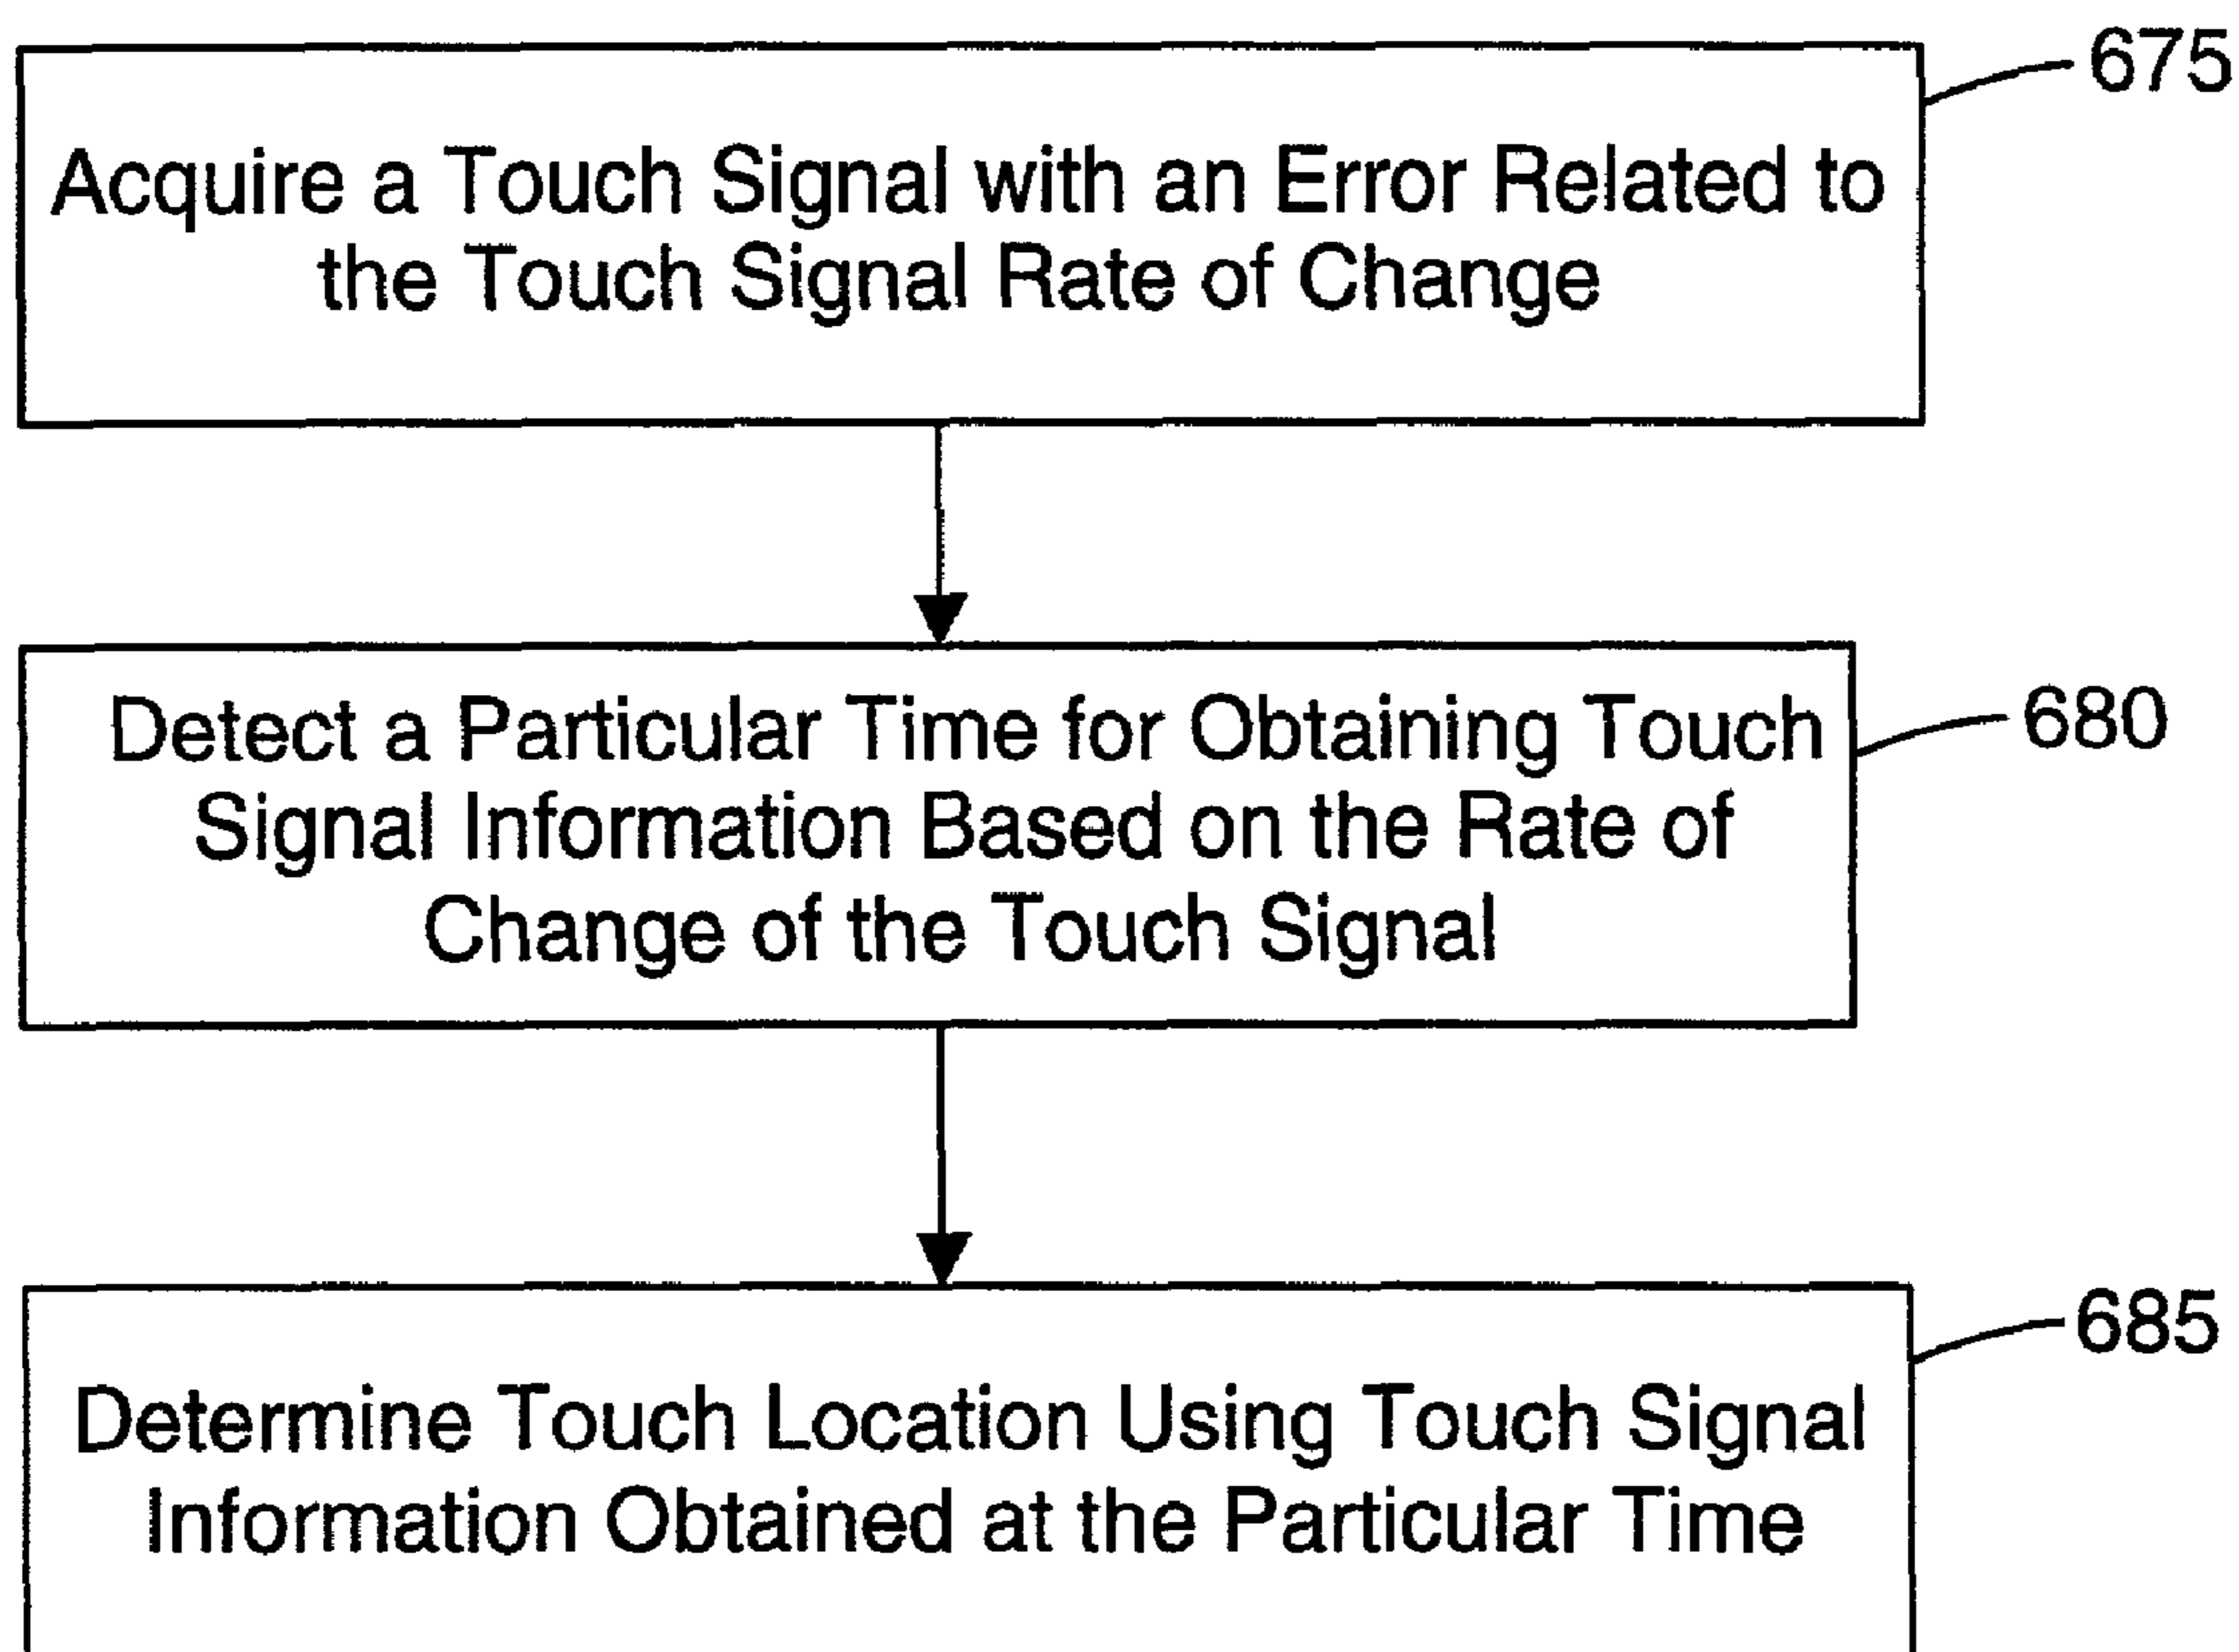 675
Acquire a Touch Signal with an Error Related to
the Touch Signal Rate of Change
680
Detect a Particular Time for Obtaining Touch
Signal Information Based on the Rate of
Change of the Touch Signal
685
Determine Touch Location Using Touch Signal
Information Obtained at the Particular Time